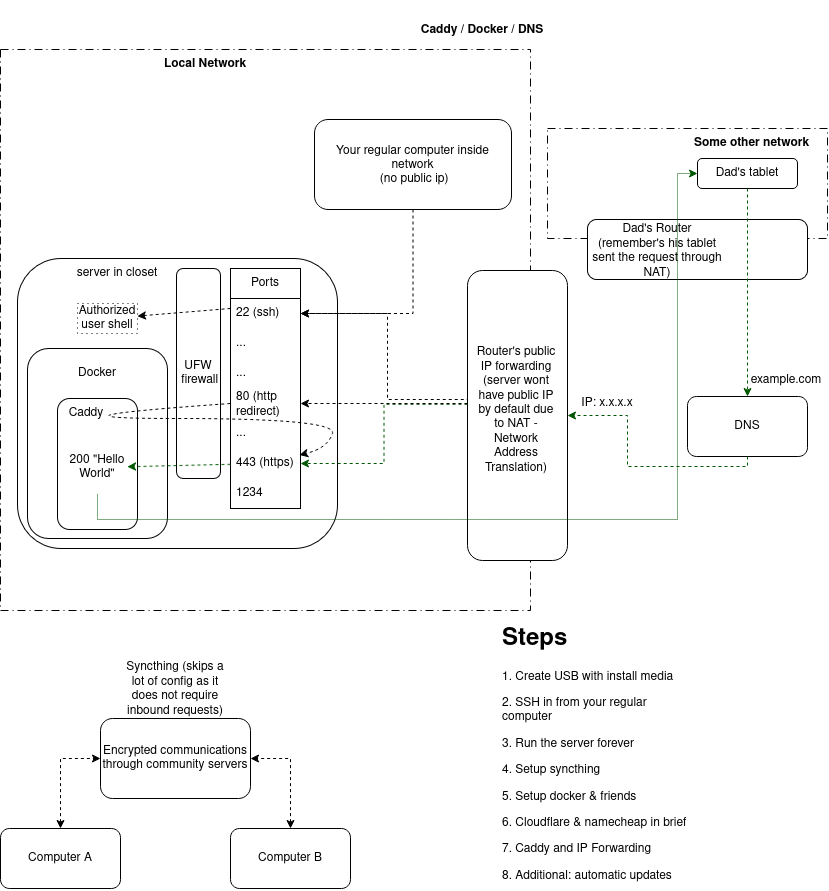 Caddy / Docker / DNS
Local Network
Your regular computer inside
network
(no public ip)
Some other network
Dad's tablet
Dad's Router
(remember's his tablet
sent the request through
NAT)
server in closet
Authorized
user shell
UFW
firewall
Ports
22 (ssh)
...
...
80 (http
redirect)
...
443 (https)
1234
Docker
Caddy
200 "Hello
World"
Router's public
IP forwarding
(server wont
have public IP
by default due
to NAT -
Network
Address
Translation)
IP: x.x.x.x
example.com
DNS
Syncthing (skips a
lot of config as it
does not require
inbound requests)
Encrypted communications
through community servers
Computer A
Computer B
Steps
1. Create USB with install media
2. SSH in from your regular
computer
3. Run the server forever
4. Setup syncthing
5. Setup docker & friends
6. Cloudflare & namecheap in brief
7. Caddy and IP Forwarding
8. Additional: automatic updates